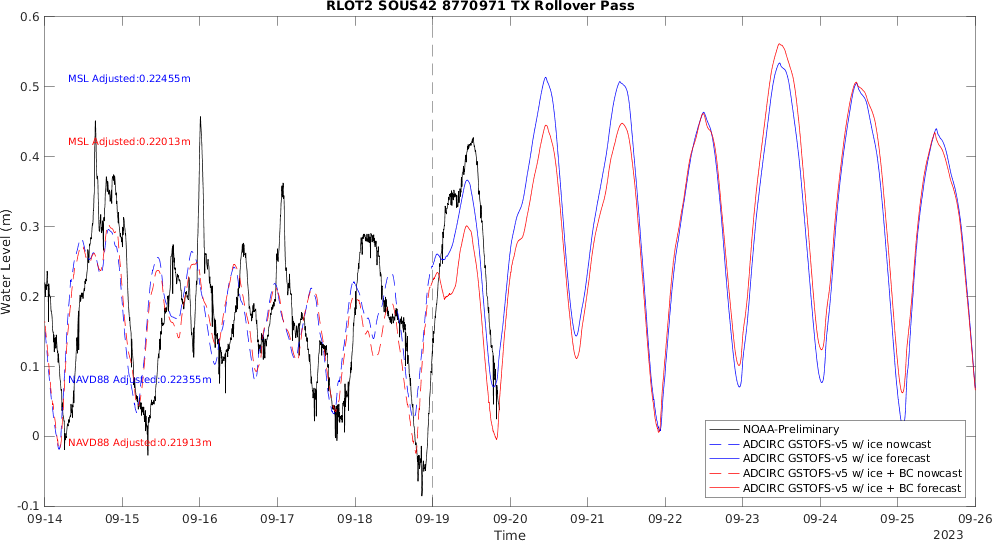 RLOT2 SOUS42 8770971 TX Rollover Pass
0.6
0.5
0.4
0.3
0.2
0.1
0
-0.1
Water Level (m)
MSL Adjusted:0.22455m
MSL Adjusted:0.22013m
NAVD88 Adjusted:0.22355m
NAVD88 Adjusted:0.21913m
NOAA-Preliminary
ADCIRC GSTOFS-v5 w/ ice nowcast
ADCIRC GSTOFS-v5 w/ ice forecast
ADCIRC GSTOFS-v5 w/ ice + BC nowcast
ADCIRC GSTOFS-v5 w/ ice + BC forecast
09-14 09-15 09-16 09-17 09-18 09-19 09-20 09-21 09-22 09-23 09-24 09-25 09-26
Time
2023